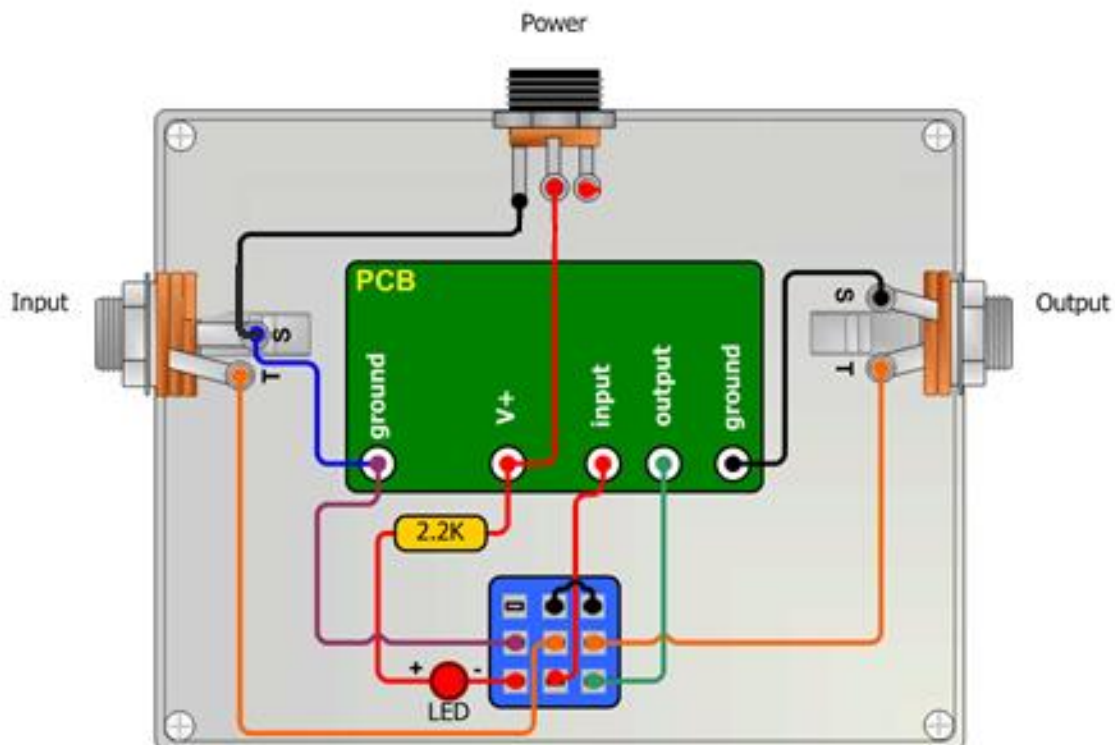 Power
Input
Output
PCB
S
T
S
T
ground
V+
input
output
ground
2.2K
+
-
LED